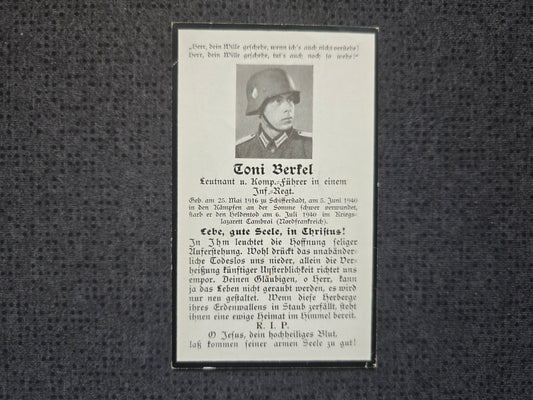 „Herr, dein Wille geschehe, wenn ich's auch nicht verstehe!
Herr, dein Wille geschehe, tut's auch noch so wehe!“
Toni Berkel
Leutnant u. Komp.-Führer in einem
Inf.-Regt.
Geb. am 25. Mai 1916 zu Schifferstadt, am 5. Juni 1940
in den Kämpfen an der Somme schwer verwundet,
starb er den Heldentod am 6. Juli 1940 im Kriegs-
lazarett Cambrai (Nordfrankreich).
Lebe, gute Seele, in Christus!
In Ihm leuchtet die Hoffnung seliger
Auferstehung. Wohl drückt das unabänder-
liche Todeslos uns nieder, allein die Ver-
heißung künftiger Unsterblichkeit richtet uns
empor. Deinen Gläubigen, o Herr, kann
ja das Leben nicht geraubt werden, es wird
nur neu gestaltet. Wenn diese Herberge
ihres Erdenwallens in Staub zerfällt, steht
ihnen eine ewige Heimat im Himmel bereit.
R. I. P.
O Jesus, dein hochheiliges Blut,
laß kommen seiner armen Seele zu gut!